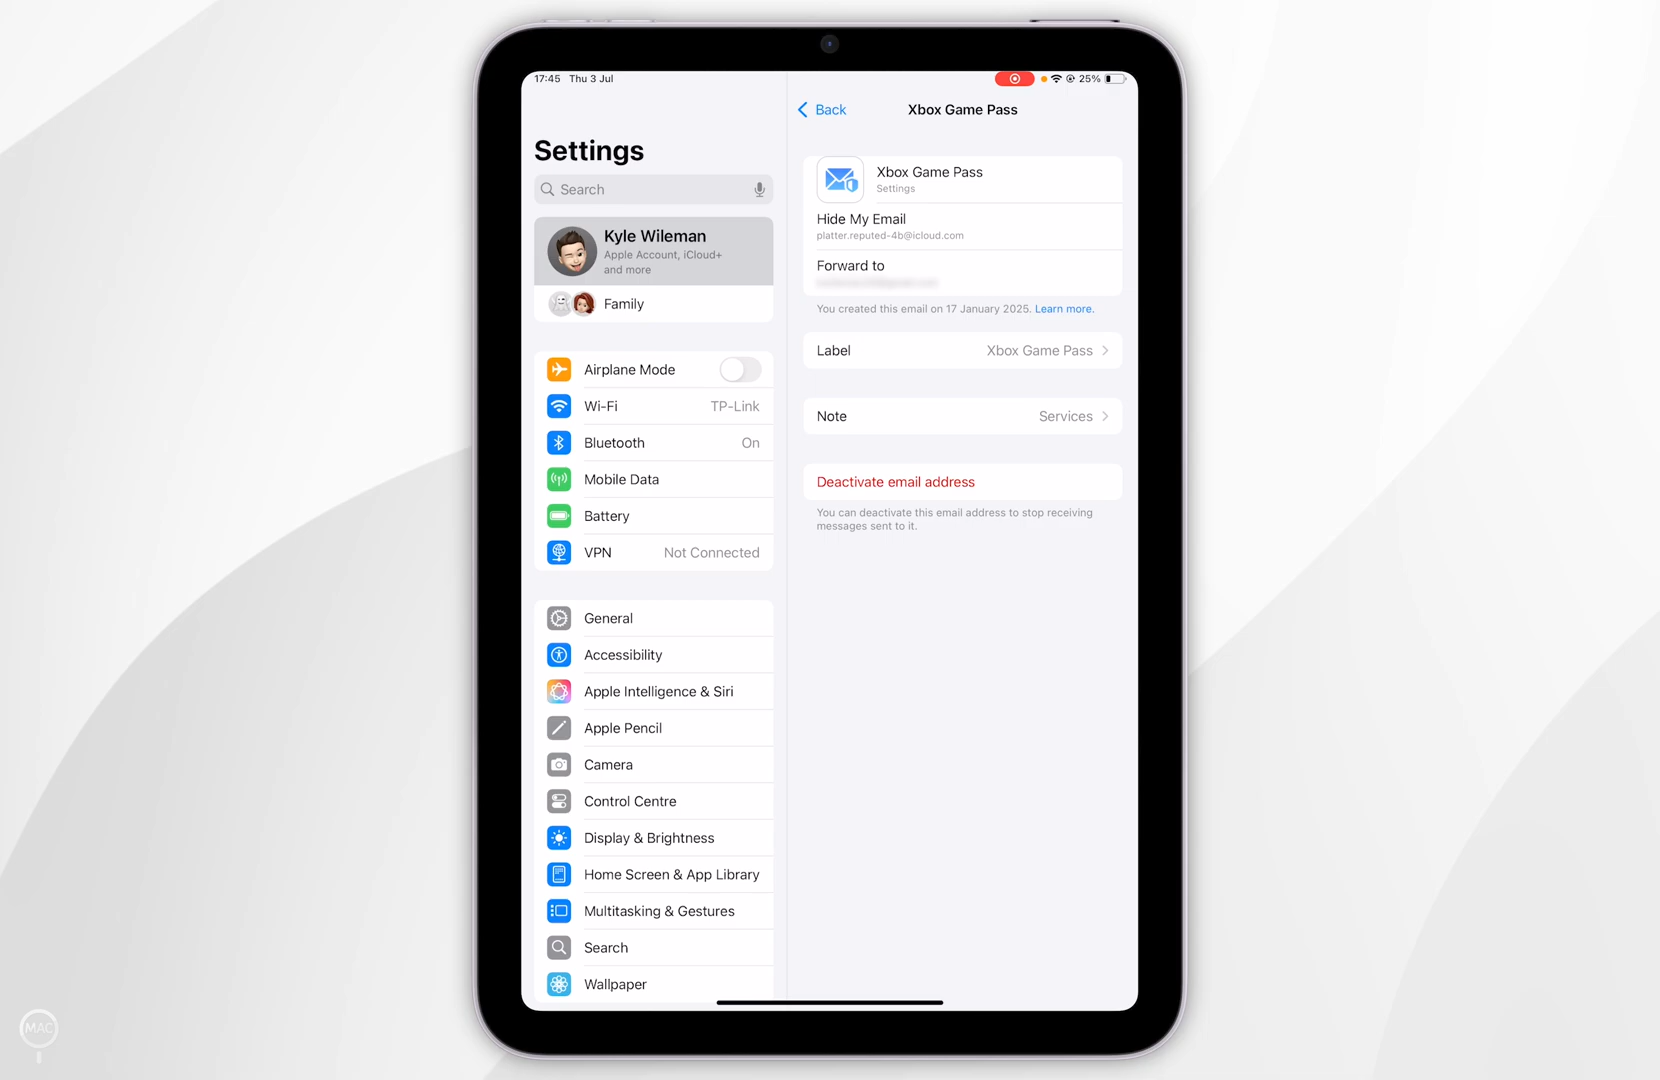 17:45 Thu 3 Jul
25%
Settings
Search
Kyle Wileman
Apple Account, iCloud+
and more
Family
Airplane Mode
Wi-Fi TP-Link
Bluetooth On
Mobile Data
Battery
VPN Not Connected
General
Accessibility
Apple Intelligence & Siri
Apple Pencil
Camera
Control Centre
Display & Brightness
Home Screen & App Library
Multitasking & Gestures
Search
Wallpaper
Back Xbox Game Pass
Xbox Game Pass
Settings
Hide My Email
platter.reputed-4b@icloud.com
Forward to
You created this email on 17 January 2025. Learn more.
Label Xbox Game Pass
Note Services
Deactivate email address
You can deactivate this email address to stop receiving
messages sent to it.
MAC